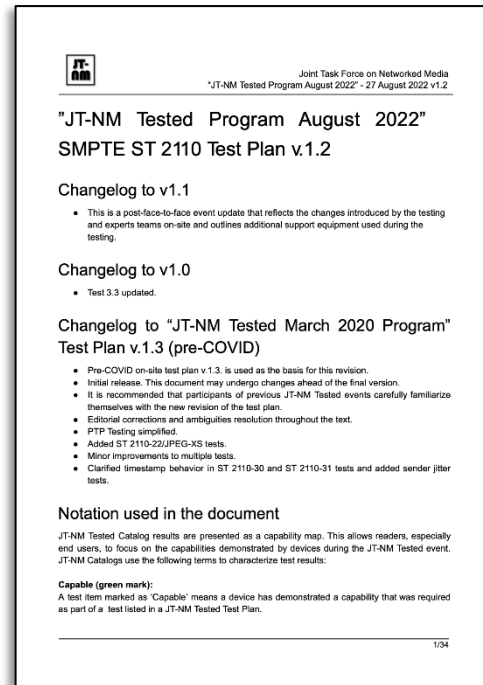 JT-
nm
Joint Task Force on Networked Media
"JT-NM Tested Program August 2022" - 27 August 2022 v1.2
"JT-NM Tested Program August 2022"
SMPTE ST 2110 Test Plan v.1.2
Changelog to v1.1
● This is a post-face-to-face event update that reflects the changes introduced by the testing
and experts teams on-site and outlines additional support equipment used during the
testing.
Changelog to v1.0
● Test 3.3 updated.
Changelog to “JT-NM Tested March 2020 Program”
Test Plan v.1.3 (pre-COVID)
● Pre-COVID on-site test plan v.1.3. is used as the basis for this revision.
● Initial release. This document may undergo changes ahead of the final version.
● It is recommended that participants of previous JT-NM Tested events carefully familiarize
themselves with the new revision of the test plan.
● Editorial corrections and ambiguities resolution throughout the text.
● PTP Testing simplified.
● Added ST 2110-22/JPEG-XS tests.
● Minor improvements to multiple tests.
● Clarified timestamp behavior in ST 2110-30 and ST 2110-31 tests and added sender jitter
tests.
Notation used in the document
JT-NM Tested Catalog results are presented as a capability map. This allows readers, especially
end users, to focus on the capabilities demonstrated by devices during the JT-NM Tested event.
JT-NM Catalogs use the following terms to characterize test results:
Capable (green mark):
A test item marked as ‘Capable’ means a device has demonstrated a capability that was required
as part of a test listed in a JT-NM Tested Test Plan.
1/34